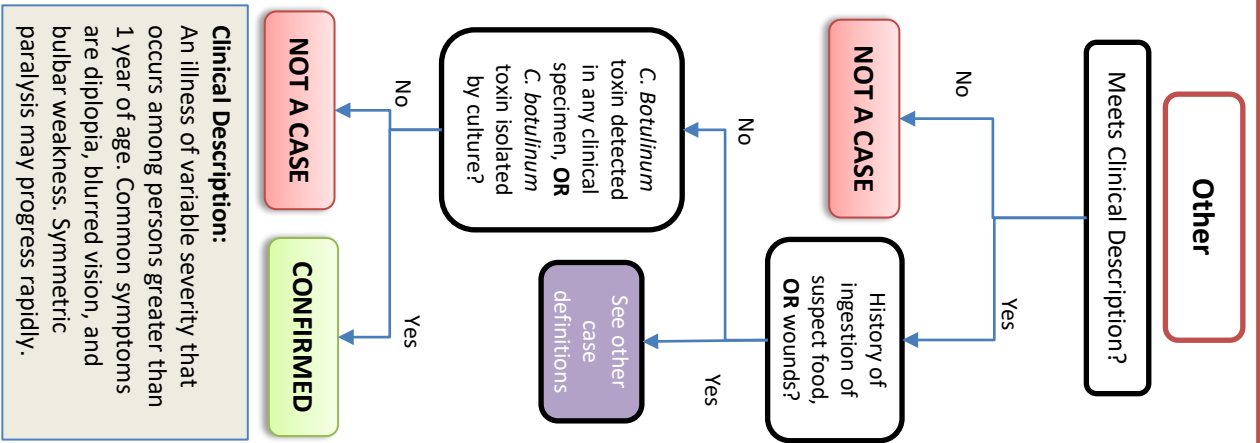 Other
Meets Clinical Description?
No
Yes
NOT A CASE
History of
ingestion of
suspect food,
OR wounds?
No
Yes
C. Botulinum
toxin detected
in any clinical
specimen, OR
C. botulinum
toxin isolated
by culture?
See other
case
definitions
No
Yes
NOT A CASE
CONFIRMED
Clinical Description:
An illness of variable severity that
occurs among persons greater than
1 year of age. Common symptoms
are diplopia, blurred vision, and
bulbar weakness. Symmetric
paralysis may progress rapidly.